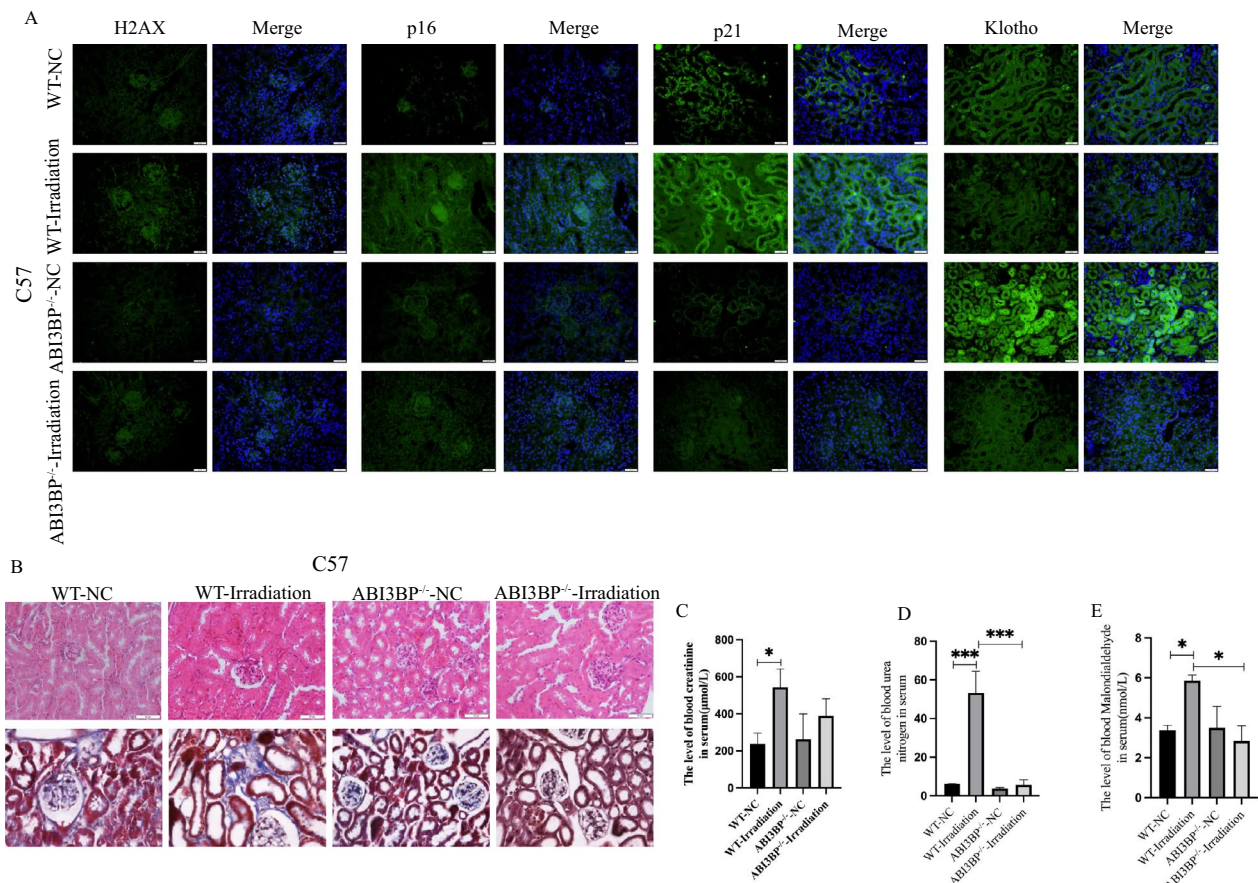 A
H2AX Merge p16 Merge p21 Merge Klotho Merge
WT-NC
WT-Irradiation
ABI3BP-/--NC
ABI3BP-/--Irradiation
C57
B
C57
WT-NC WT-Irradiation ABI3BP-/--NC ABI3BP-/--Irradiation
C
The level of blood creatinine
in serum(μmol/L)
800
600
400
200
0
*
WT-NC
WT-Irradiation
ABI3BP-/--NC
ABI3BP-/--Irradiation
D
The level of blood urea
nitrogen in serum
80
60
40
20
0
***
***
WT-NC
WT-Irradiation
ABI3BP-/--NC
ABI3BP-/--Irradiation
E
The level of blood Malondialdehyde
in serum(nmol/L)
8
6
4
2
0
*
*
WT-NC
WT-Irradiation
ABI3BP-/--NC
ABI3BP-/--Irradiation